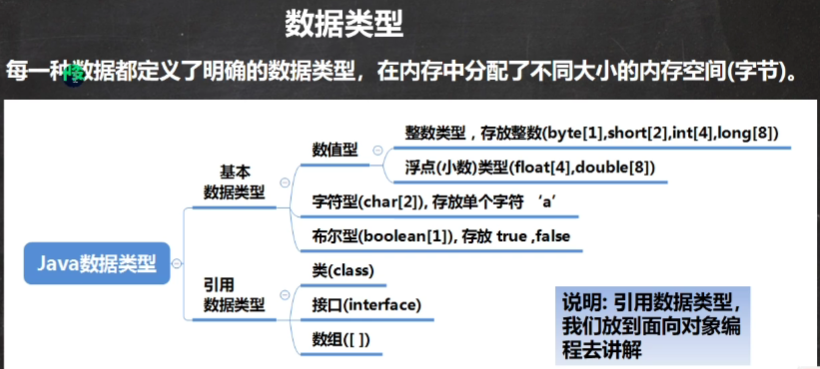 数据类型
每一种数据都定义了明确的数据类型，在内存中分配了不同大小的内存空间(字节)。
整数类型，存放整数(byte[1],short[2],int[4],long[8])
数值型
浮点(小数)类型(float[4],double[8])
基本
数据类型
字符型(char[2]), 存放单个字符 ‘a’
布尔型(boolean[1]), 存放 true ,false
Java数据类型
类(class)
引用
数据类型
接口(interface)
数组([ ])
说明: 引用数据类型，
我们放到面向对象编
程去讲解